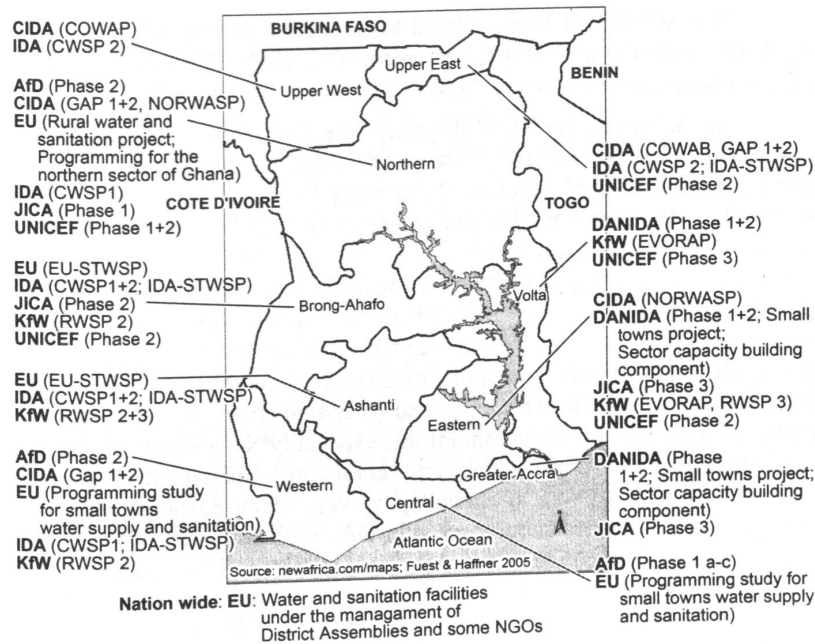 CIDA (COWAP)
IDA (CWSP 2)
AfD (Phase 2)
CIDA (GAP 1+2, NORWASP)
EU (Rural water and
sanitation project;
Programming for the
northern sector of Ghana)
IDA (CWSP1)
JICA (Phase 1)
UNICEF (Phase 1+2)
EU (EU-STWSP)
IDA (CWSP1+2; IDA-STWSP)
JICA (Phase 2)
KfW (RWSP 2)
UNICEF (Phase 2)
EU (EU-STWSP)
IDA (CWSP1+2; IDA-STWSP)
KfW (RWSP 2+3)
AfD (Phase 2)
CIDA (Gap 1+2)
EU (Programming study
for small towns
water supply and sanitation)
IDA (CWSP1; IDA-STWSP)
KfW (RWSP 2)
BURKINA FASO
BENIN
Upper East
Upper West
Northern
COTE D'IVOIRE
TOGO
Volta
Brong-Ahafo
Ashanti
Eastern
Western
Greater Accra
Central
Atlantic Ocean
Source: newafrica.com/maps; Fuest & Haffner 2005
CIDA (COWAB, GAP 1+2)
IDA (CWSP 2; IDA-STWSP)
UNICEF (Phase 2)
DANIDA (Phase 1+2)
KfW (EVORAP)
UNICEF (Phase 3)
CIDA (NORWASP)
DANIDA (Phase 1+2; Small
towns project;
Sector capacity building
component)
JICA (Phase 3)
KfW (EVORAP, RWSP 3)
UNICEF (Phase 2)
DANIDA (Phase
1+2; Small towns project;
Sector capacity building
component)
JICA (Phase 3)
AfD (Phase 1 a-c)
EU (Programming study for
small towns water supply
and sanitation)
Nation wide: EU: Water and sanitation facilities
under the managament of
District Assemblies and some NGOs